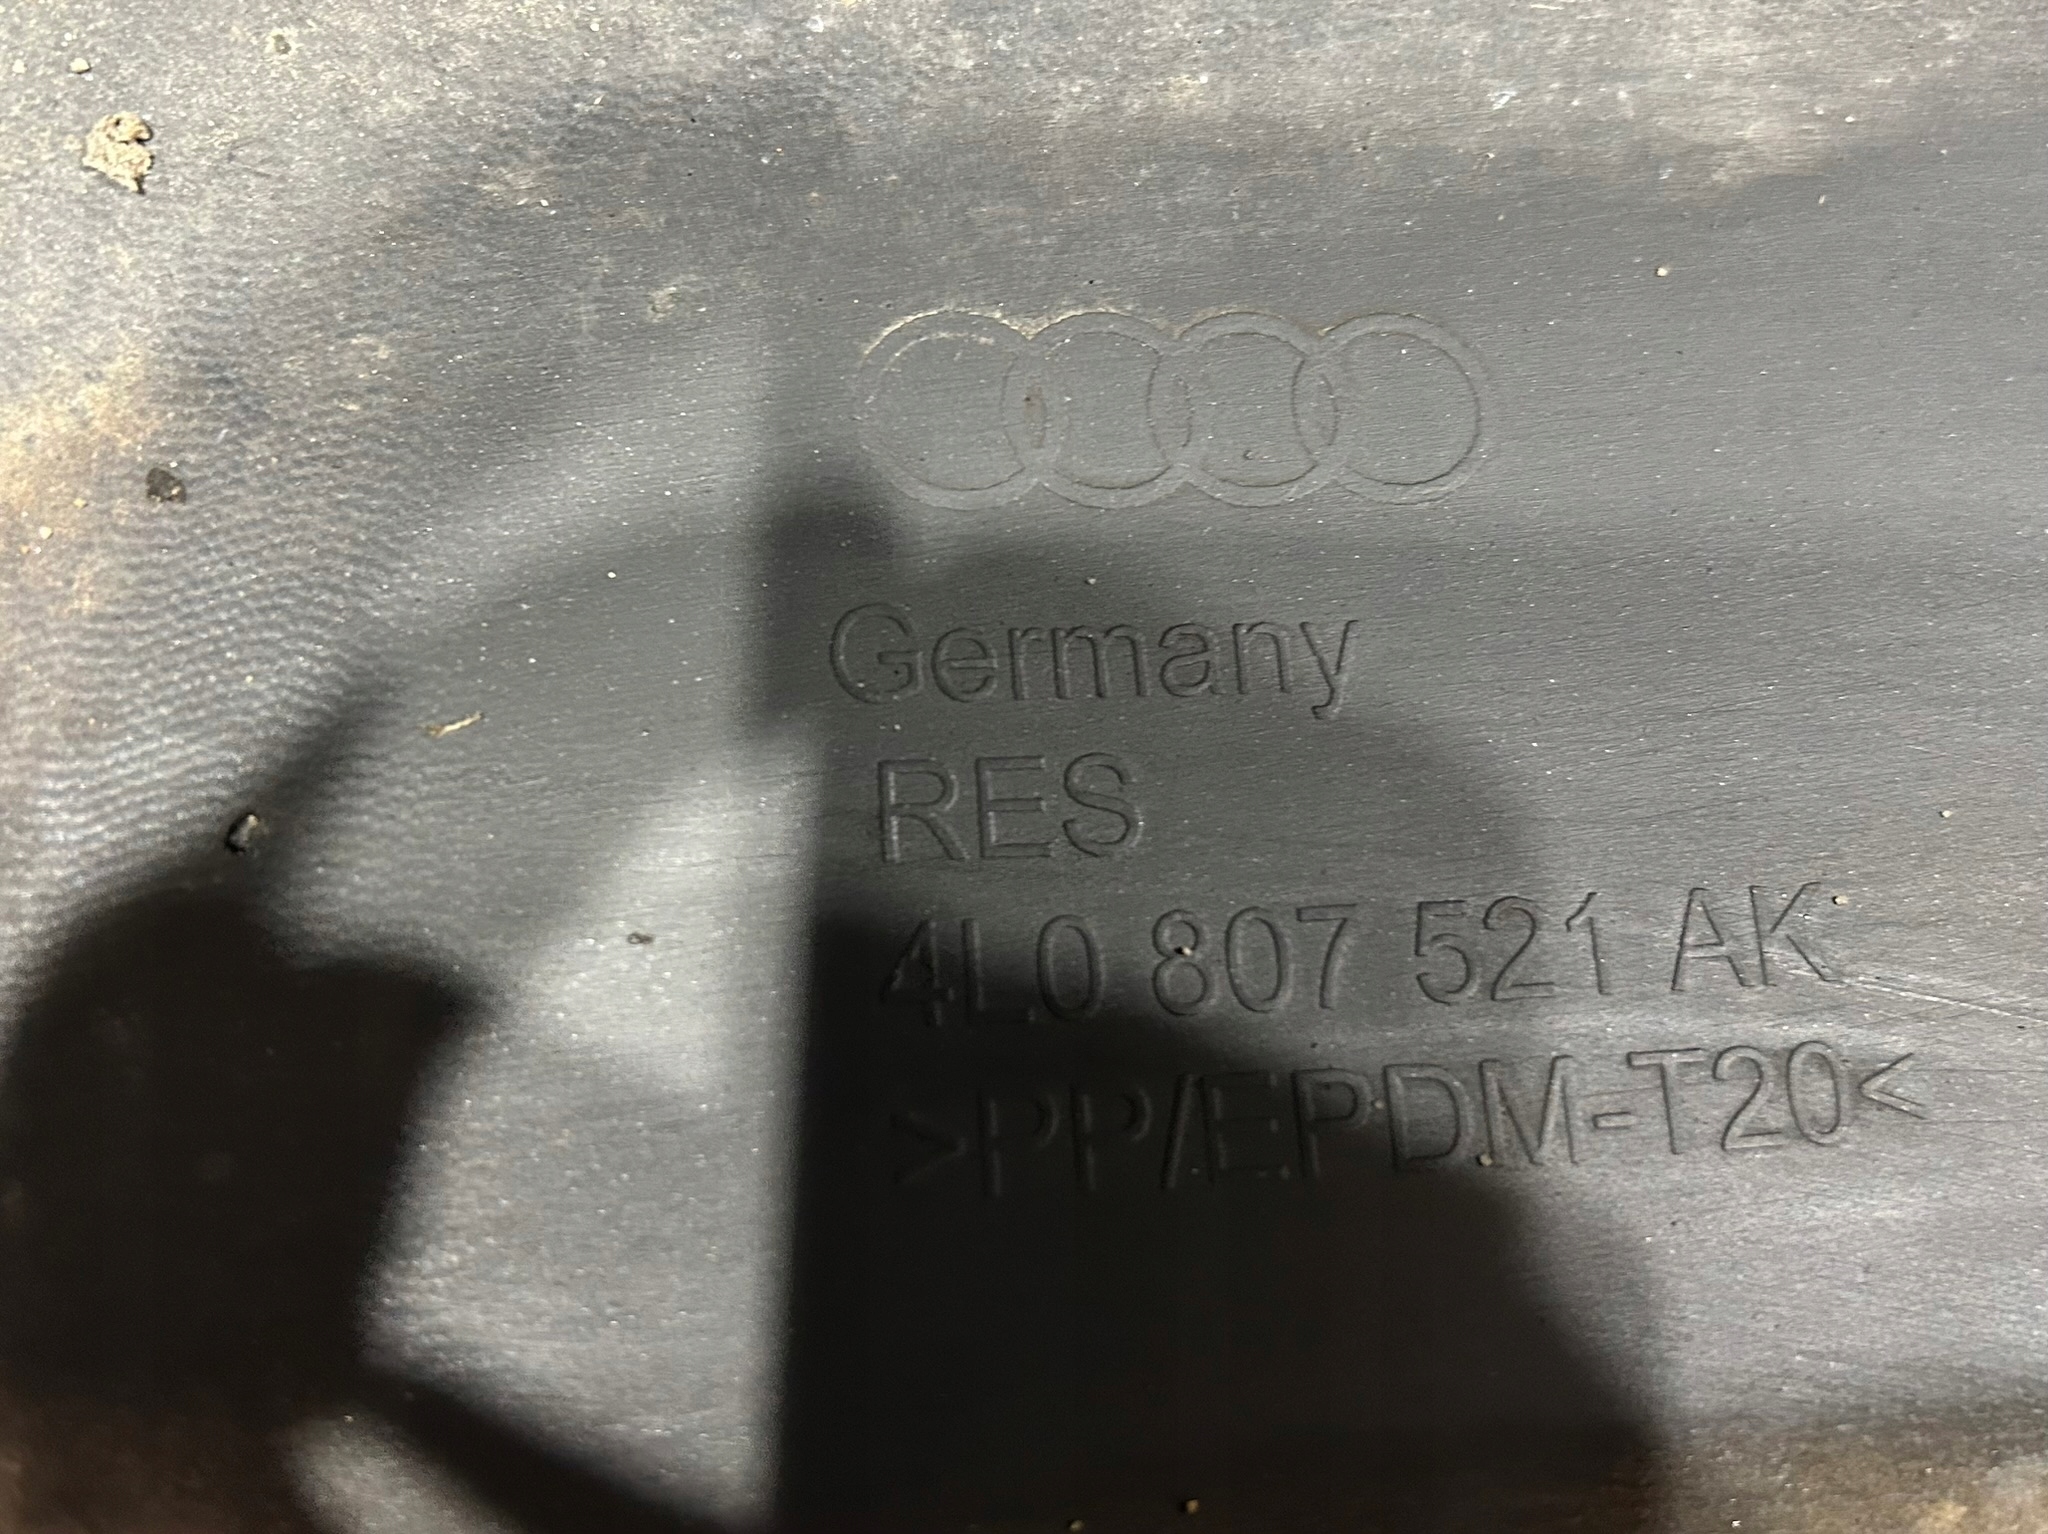 Germany
RES
4L0 807 521 AK
>PP/EPDM-T20<